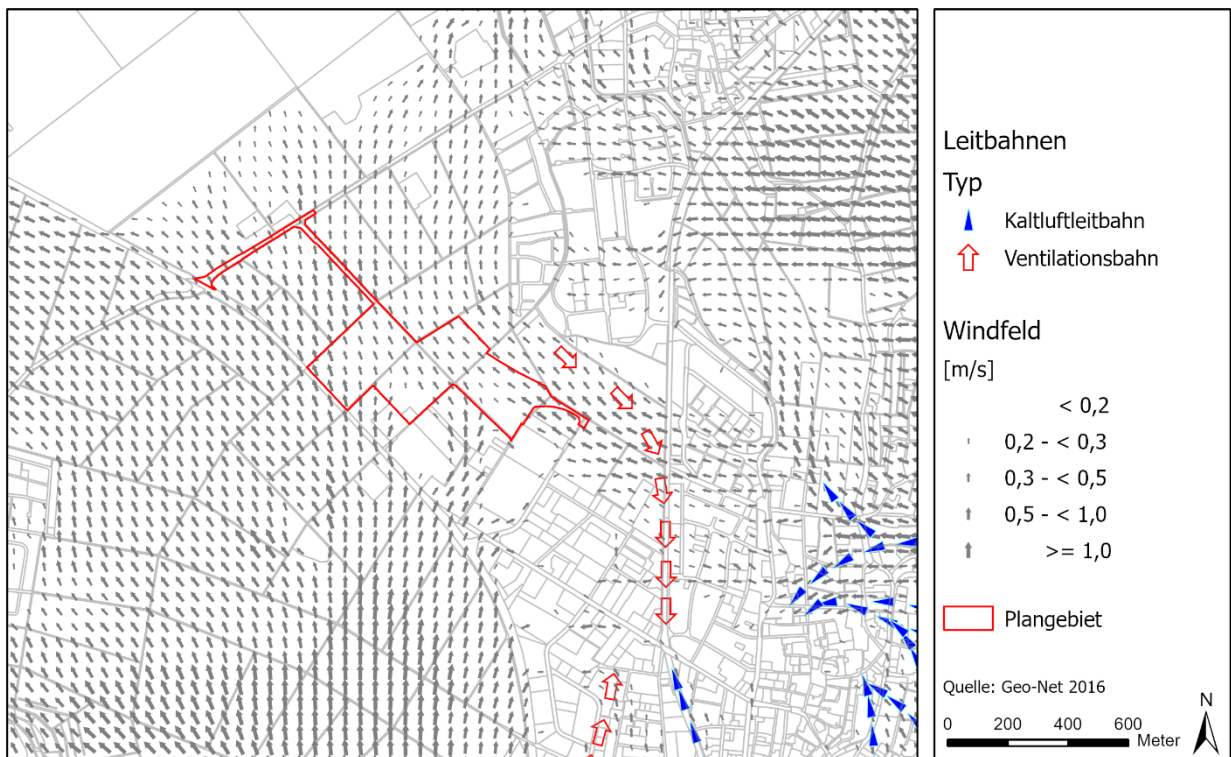 Leitbahnen
Typ
Kaltluftleitbahn
Ventilationsbahn
Windfeld
[m/s]
< 0,2
0,2 - < 0,3
0,3 - < 0,5
0,5 - < 1,0
>= 1,0
Plangebiet
Quelle: Geo-Net 2016
N
0 200 400 600
Meter